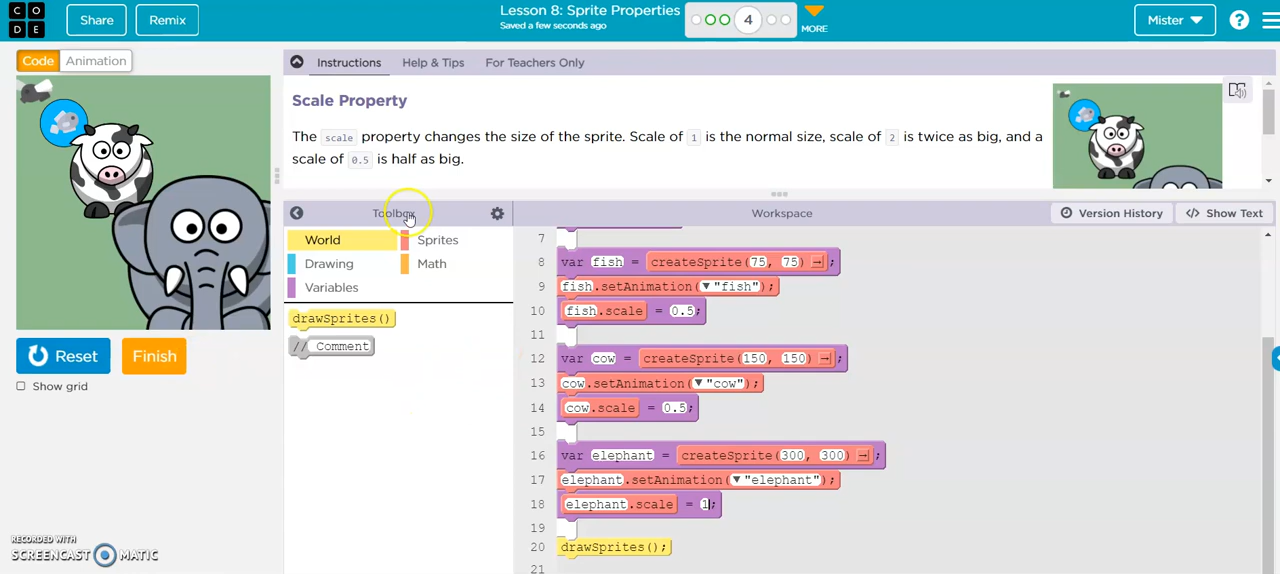 CO
DE
Share
Remix
Lesson 8: Sprite Properties
Saved a few seconds ago
4
MORE
Mister
?
Code
Animation
Instructions
Help & Tips
For Teachers Only
Scale Property
The scale property changes the size of the sprite. Scale of 1 is the normal size, scale of 2 is twice as big, and a
scale of 0.5 is half as big.
Toolbox
Workspace
Version History
</> Show Text
World
Sprites
Drawing
Math
Variables
drawSprites()
// Comment
Reset
Finish
Show grid
7
8 var fish = createSprite(75, 75);
9 fish.setAnimation("fish");
10 fish.scale = 0.5;
11
12 var cow = createSprite(150, 150);
13 cow.setAnimation("cow");
14 cow.scale = 0.5;
15
16 var elephant = createSprite(300, 300);
17 elephant.setAnimation("elephant");
18 elephant.scale = 1;
19
20 drawSprites();
21
RECORDED WITH
SCREENCAST MATIC